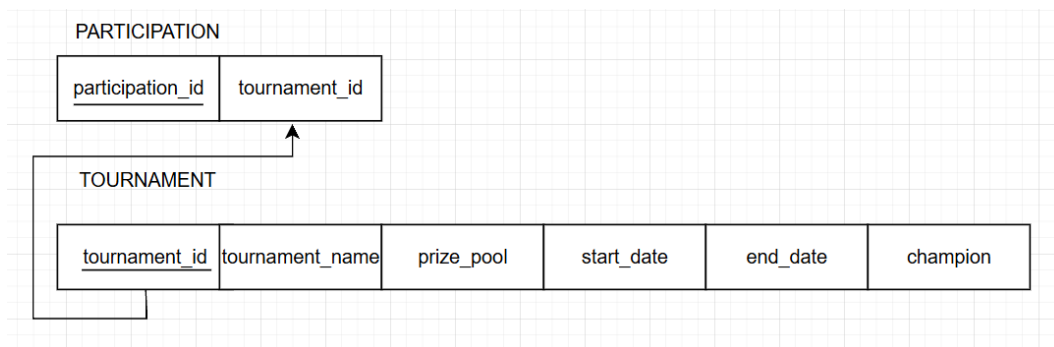 PARTICIPATION
participation_id tournament_id
TOURNAMENT
tournament_id tournament_name prize_pool start_date end_date champion